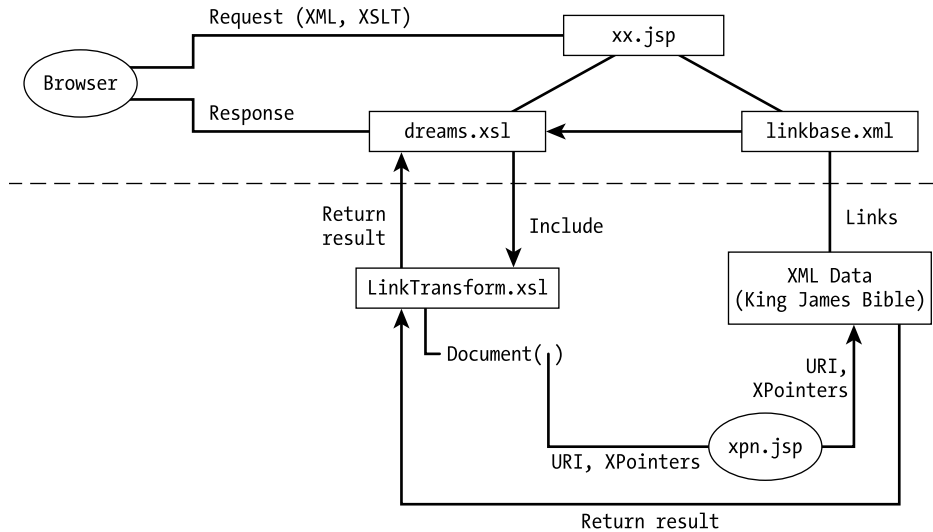 Request (XML, XSLT)
xx.jsp
Browser
Response
dreams.xsl
linkbase.xml
Return
result
Include
Links
LinkTransform.xsl
XML Data
(King James Bible)
Document( )
URI,
XPointers
xpn.jsp
URI, XPointers
Return result